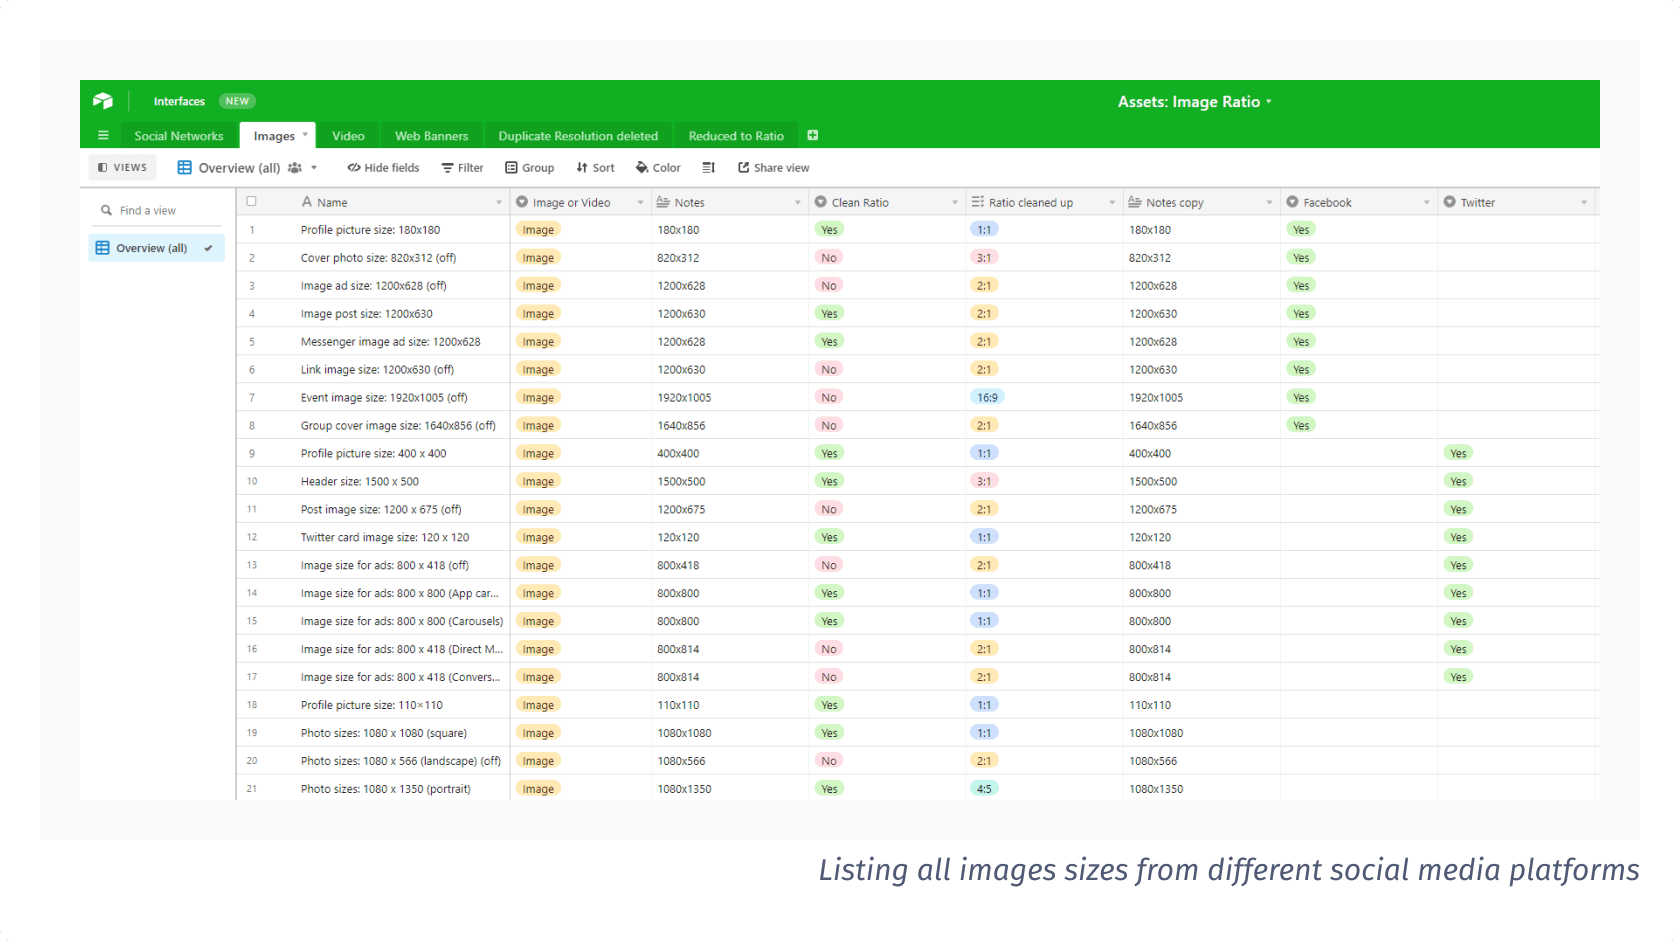 Interfaces NEW Assets: Image Ratio
Social Networks Images Video Web Banners Duplicate Resolution deleted Reduced to Ratio
VIEWS Overview (all) Hide fields Filter Group Sort Color Share view
Find a view
Overview (all)
Name Image or Video Notes Clean Ratio Ratio cleaned up Notes copy Facebook Twitter
1 Profile picture size: 180x180 Image 180x180 Yes 1:1 180x180 Yes
2 Cover photo size: 820x312 (off) Image 820x312 No 3:1 820x312 Yes
3 Image ad size: 1200x628 (off) Image 1200x628 No 2:1 1200x628 Yes
4 Image post size: 1200x630 Image 1200x630 Yes 2:1 1200x630 Yes
5 Messenger image ad size: 1200x628 Image 1200x628 Yes 2:1 1200x628 Yes
6 Link image size: 1200x630 (off) Image 1200x630 No 2:1 1200x630 Yes
7 Event image size: 1920x1005 (off) Image 1920x1005 No 16:9 1920x1005 Yes
8 Group cover image size: 1640x856 (off) Image 1640x856 No 2:1 1640x856 Yes
9 Profile picture size: 400 x 400 Image 400x400 Yes 1:1 400x400 Yes
10 Header size: 1500 x 500 Image 1500x500 Yes 3:1 1500x500 Yes
11 Post image size: 1200 x 675 (off) Image 1200x675 No 2:1 1200x675 Yes
12 Twitter card image size: 120 x 120 Image 120x120 Yes 1:1 120x120 Yes
13 Image size for ads: 800 x 418 (off) Image 800x418 No 2:1 800x418 Yes
14 Image size for ads: 800 x 800 (App car... Image 800x800 Yes 1:1 800x800 Yes
15 Image size for ads: 800 x 800 (Carousels) Image 800x800 Yes 1:1 800x800 Yes
16 Image size for ads: 800 x 418 (Direct M... Image 800x814 No 2:1 800x814 Yes
17 Image size for ads: 800 x 418 (Convers... Image 800x814 No 2:1 800x814 Yes
18 Profile picture size: 110×110 Image 110x110 Yes 1:1 110x110
19 Photo sizes: 1080 x 1080 (square) Image 1080x1080 Yes 1:1 1080x1080
20 Photo sizes: 1080 x 566 (landscape) (off) Image 1080x566 No 2:1 1080x566
21 Photo sizes: 1080 x 1350 (portrait) Image 1080x1350 Yes 4:5 1080x1350
Listing all images sizes from different social media platforms